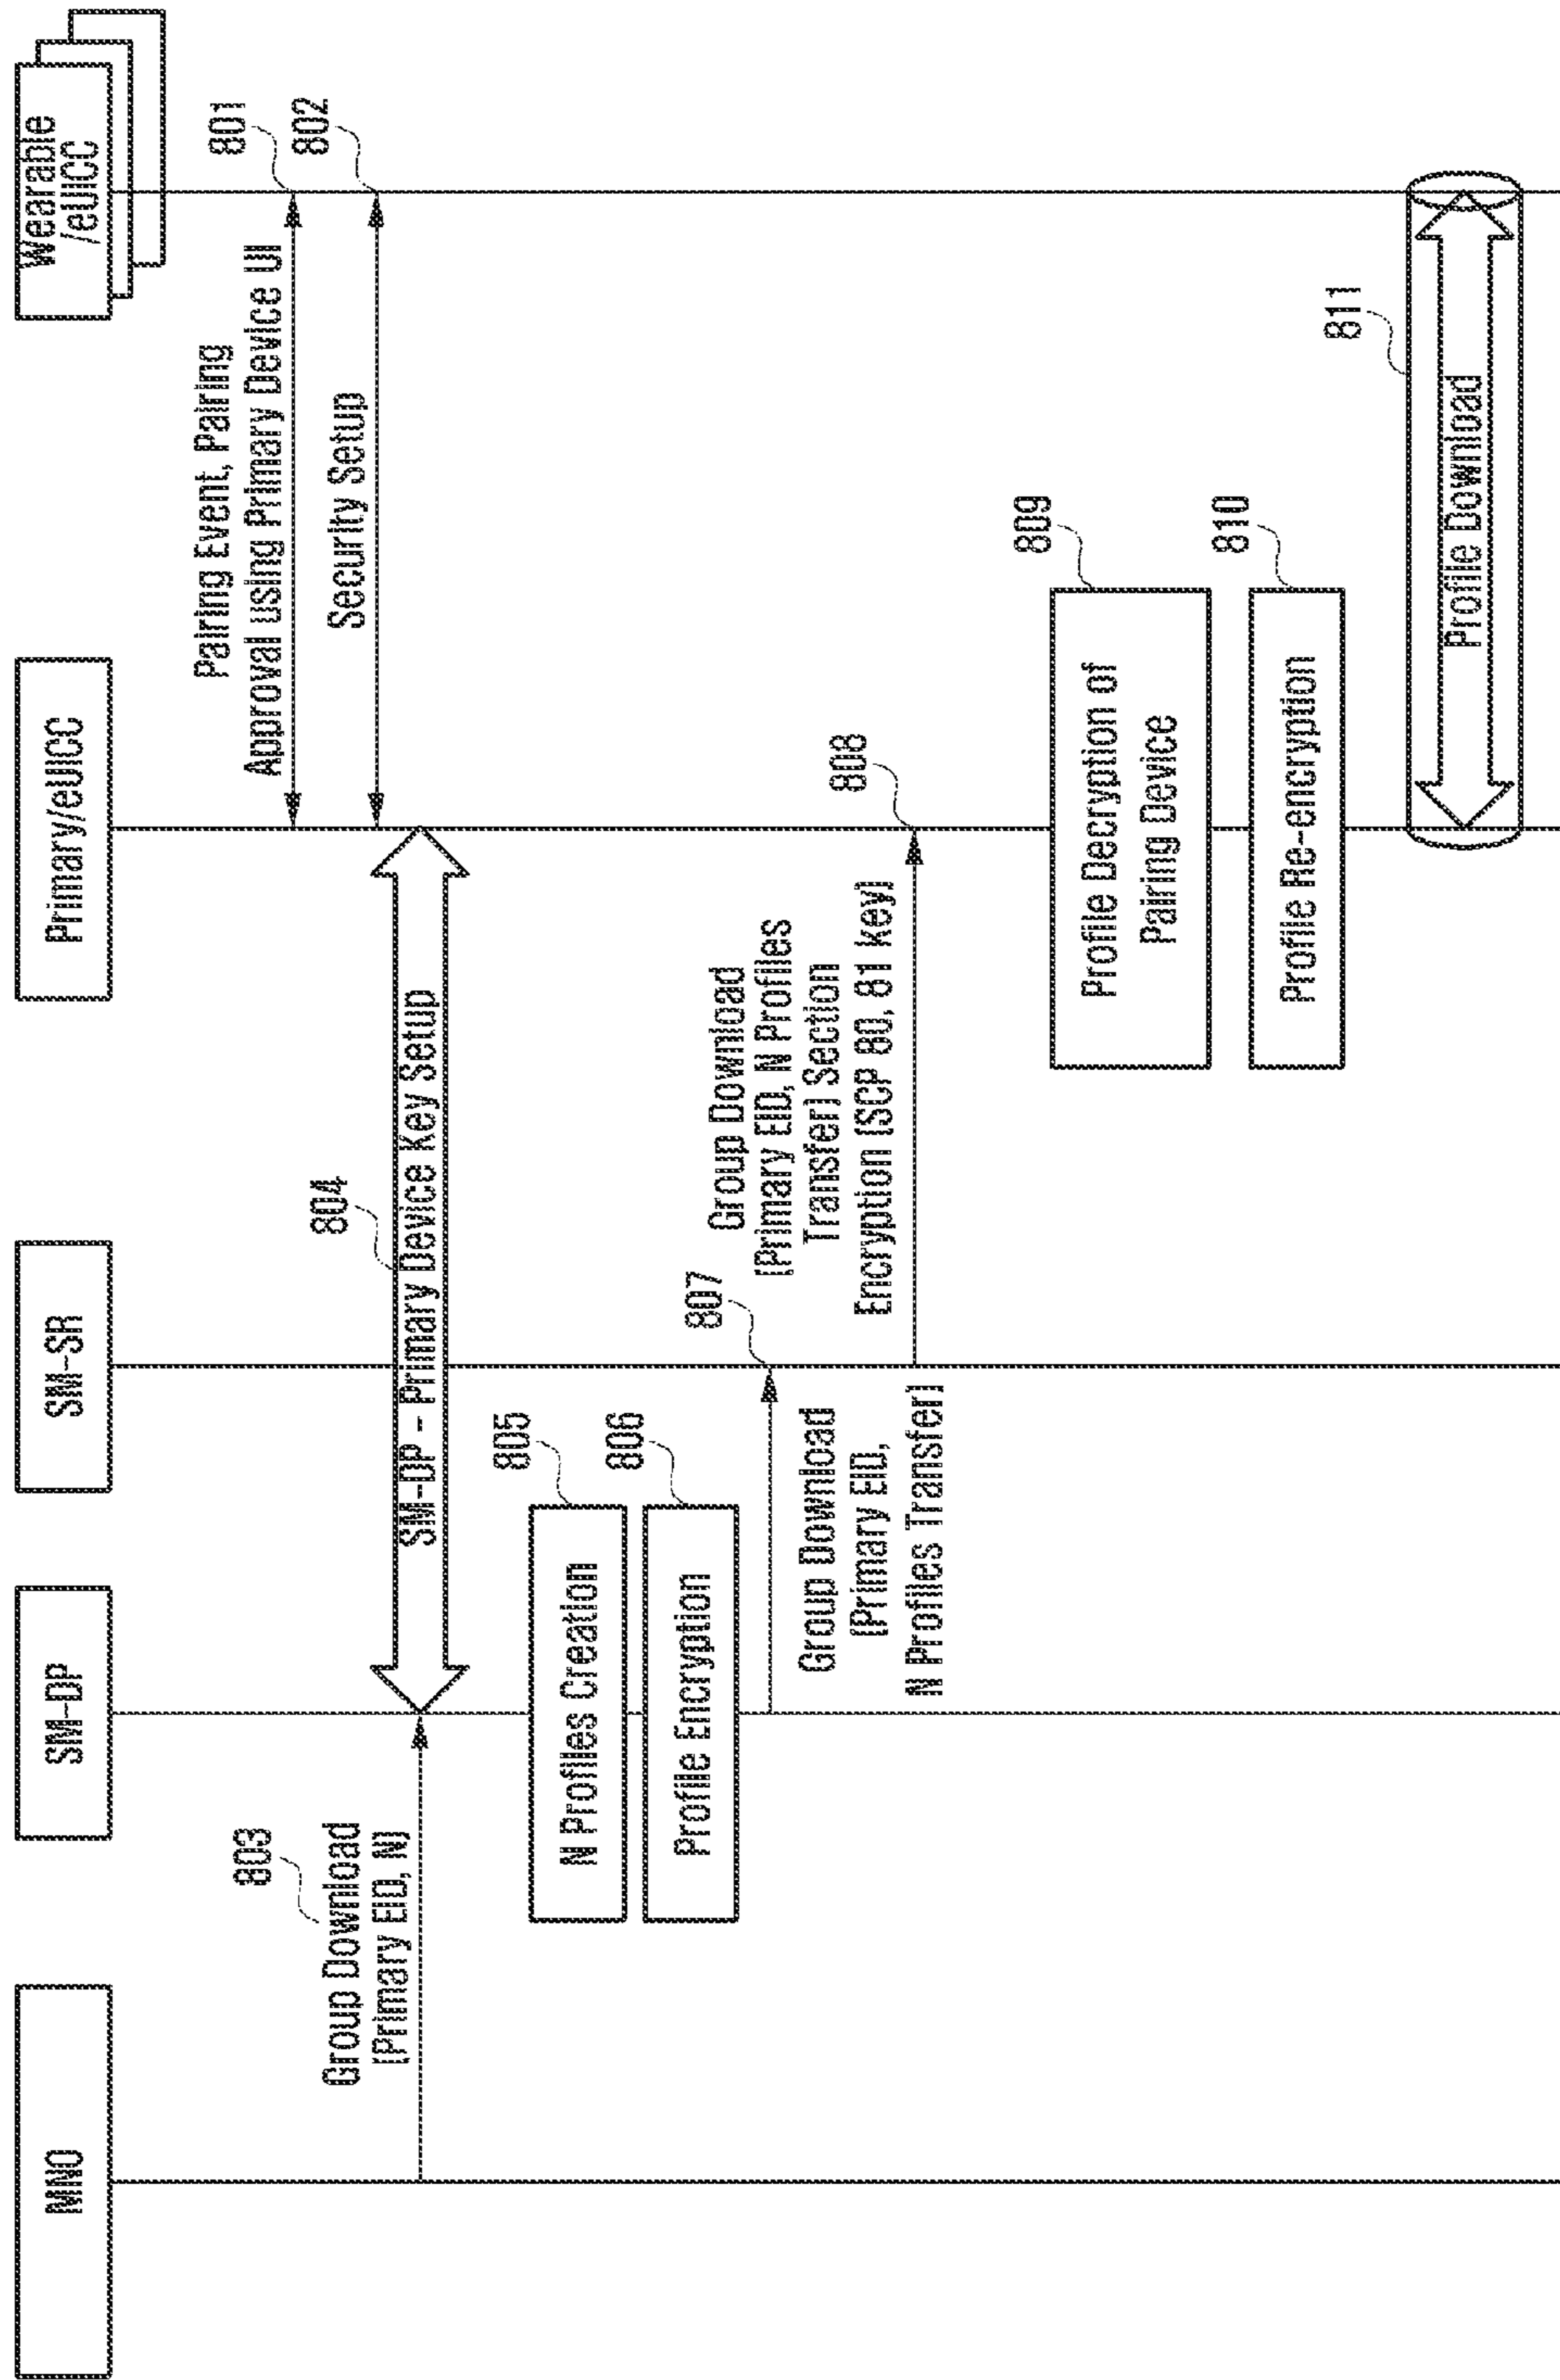 MNO
SM-DP
SM-SR
Primary/eUICC
Wearable
/eUICC
Pairing Event, Pairing
Approval using Primary Device UI
801
Security Setup
802
803
Group Download
(Primary EID, N)
804
SM-DP - Primary Device Key Setup
N Profiles Creation
805
Profile Encryption
806
807
Group Download
(Primary EID,
N Profiles Transfer)
Group Download
(Primary EID, N Profiles
Transfer) Section
Encryption (SCP 80, 81 key)
808
Profile Decryption of
Pairing Device
809
Profile Re-encryption
810
811
Profile Download